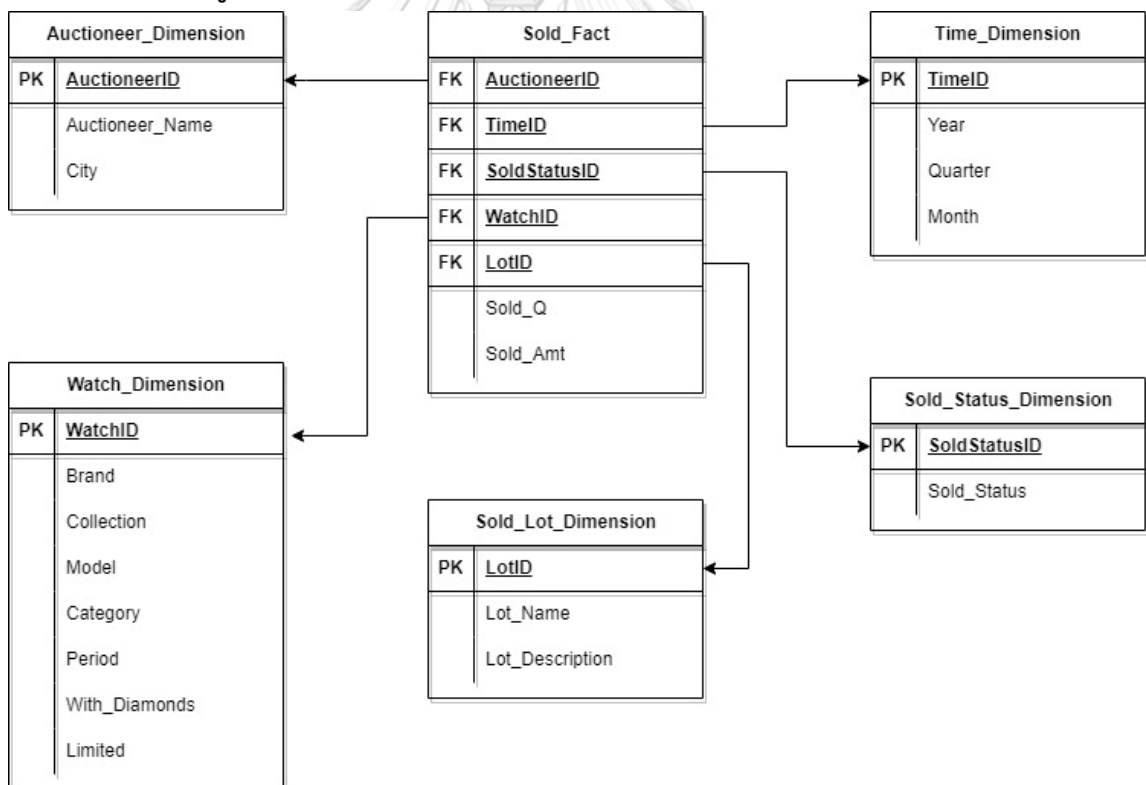 Auctioneer_Dimension
PK AuctioneerID
Auctioneer_Name
City
Sold_Fact
FK AuctioneerID
FK TimeID
FK SoldStatusID
FK WatchID
FK LotID
Sold_Q
Sold_Amt
Time_Dimension
PK TimeID
Year
Quarter
Month
Watch_Dimension
PK WatchID
Brand
Collection
Model
Category
Period
With_Diamonds
Limited
Sold_Lot_Dimension
PK LotID
Lot_Name
Lot_Description
Sold_Status_Dimension
PK SoldStatusID
Sold_Status